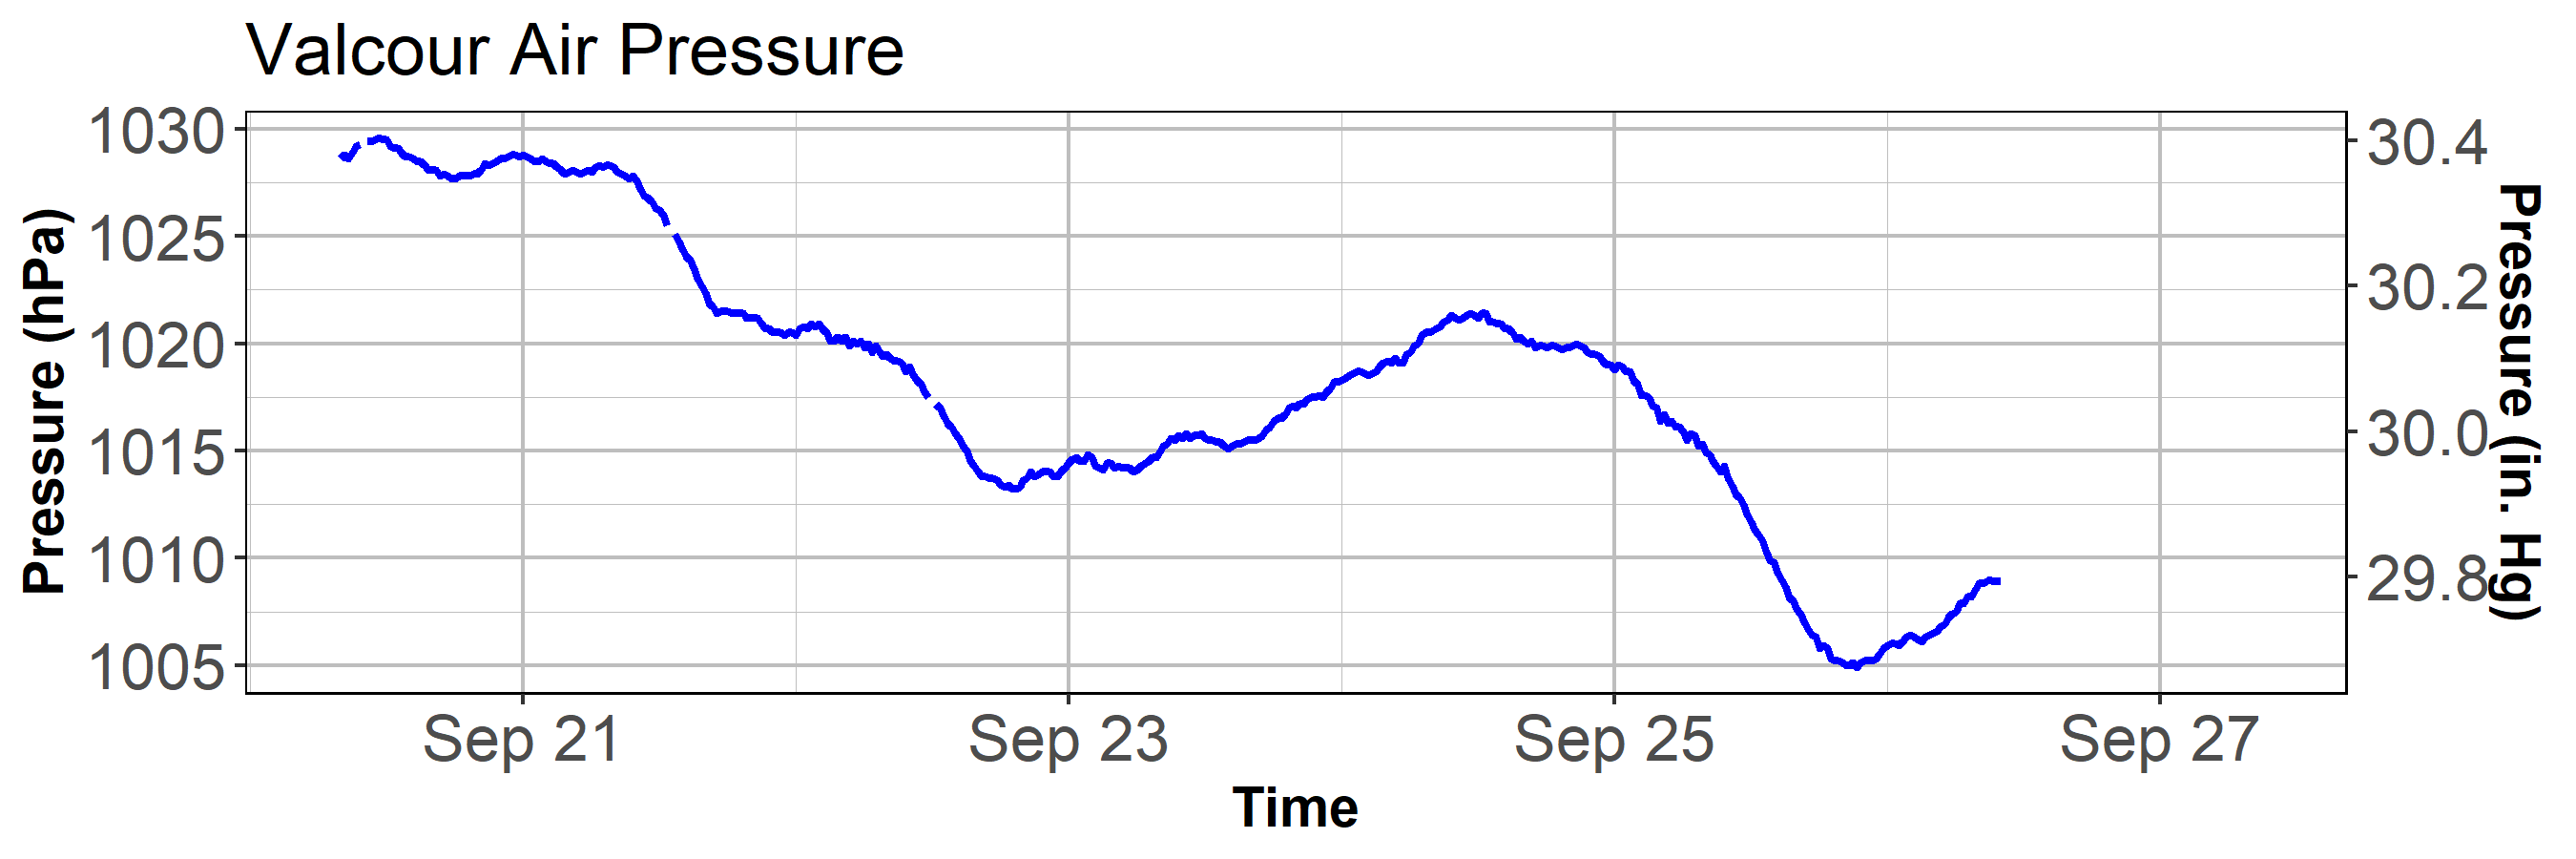 Valcour Air Pressure
1030
1025
1020
1015
1010
1005
Pressure (hPa)
30.4
30.2
30.0
29.8
Pressure (in. Hg)
Sep 21
Sep 23
Sep 25
Sep 27
Time